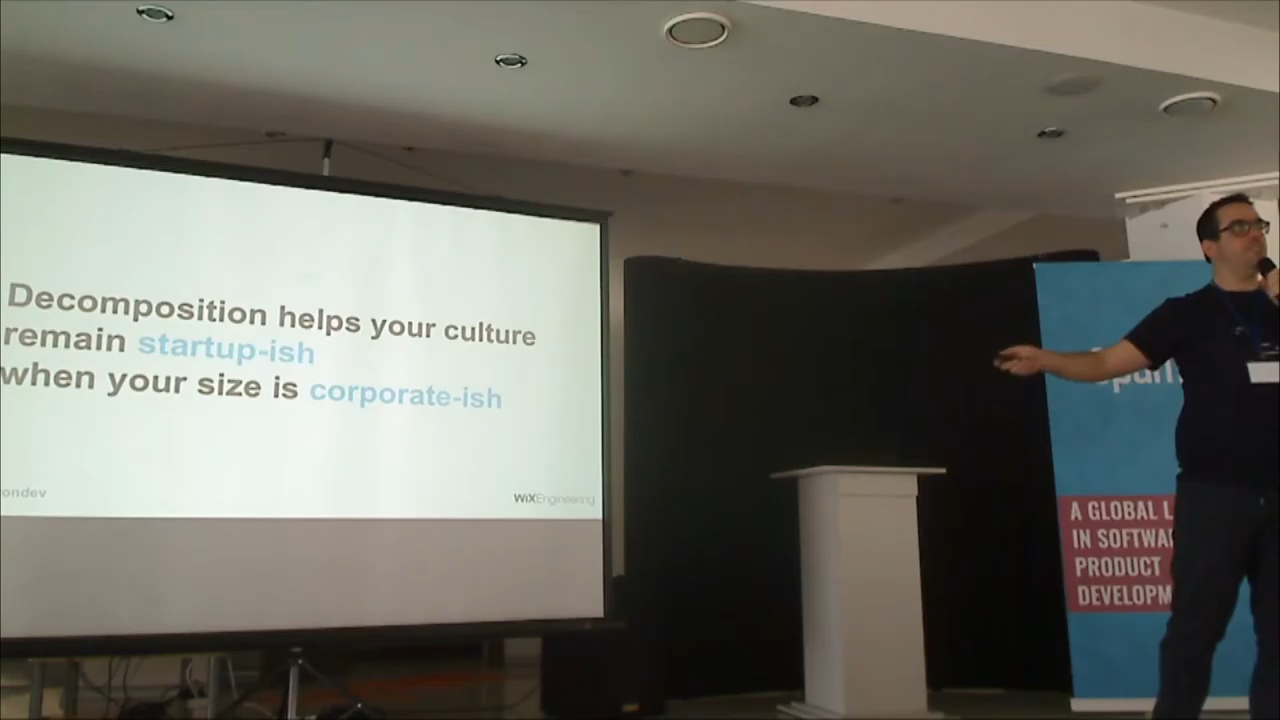 Decomposition helps your culture
remain startup-ish
when your size is corporate-ish
ondev
WiXEngineering
A GLOBAL L
IN SOFTWA
PRODUCT
DEVELOPM